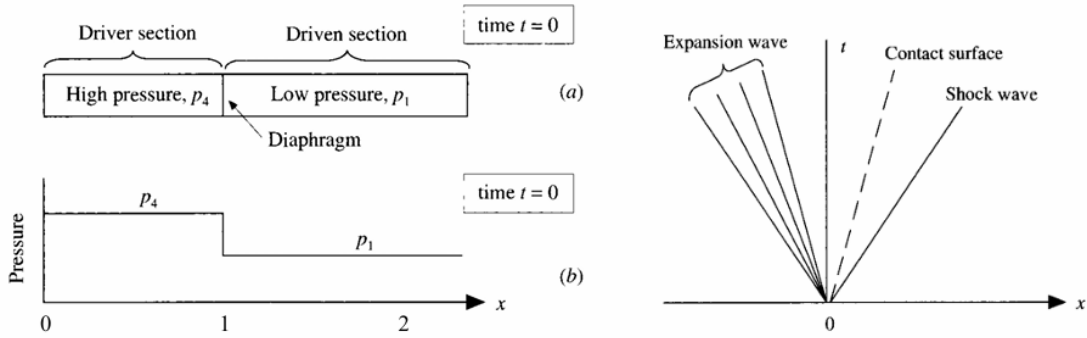 Driver section
Driven section
time t = 0
High pressure, p4
Low pressure, p1
(a)
Diaphragm
time t = 0
p4
p1
Pressure
(b)
x
0
1
2
Expansion wave
t
Contact surface
Shock wave
x
0